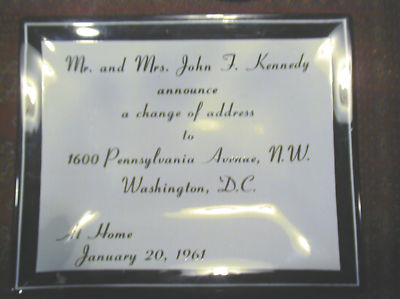 Mr. and Mrs. John F. Kennedy
announce
a change of address
to
1600 Pennsylvania Avenue, N.W.
Washington, D.C.
At Home
January 20, 1961